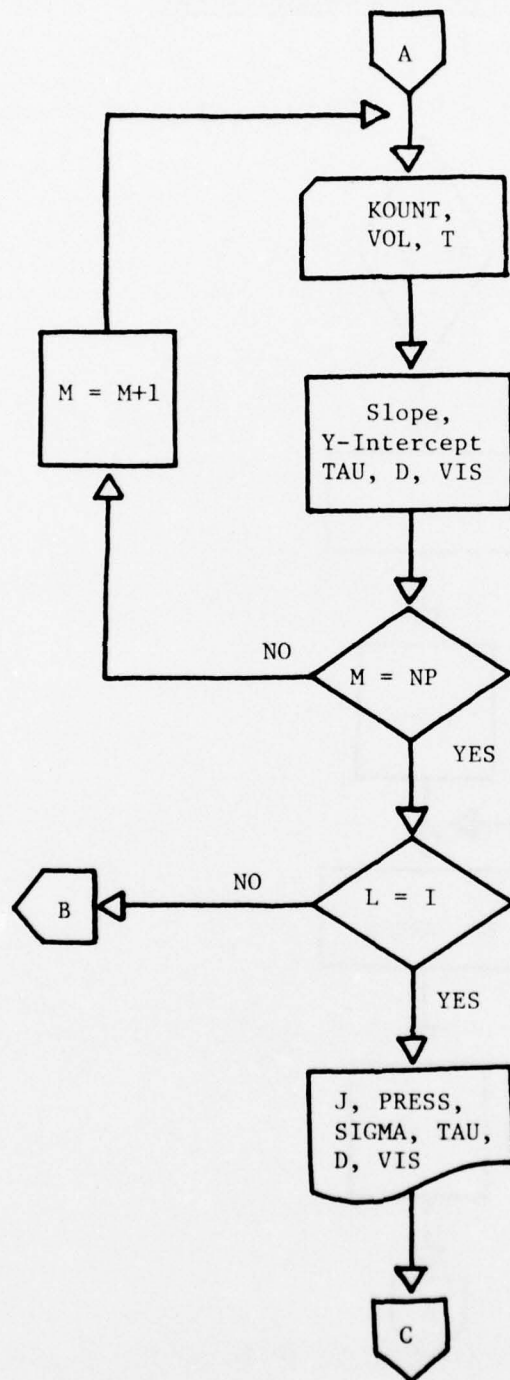 A
KOUNT,
VOL, T
M = M+1
Slope,
Y-Intercept
TAU, D, VIS
NO
M = NP
YES
NO
B
L = I
YES
J, PRESS,
SIGMA, TAU,
D, VIS
C